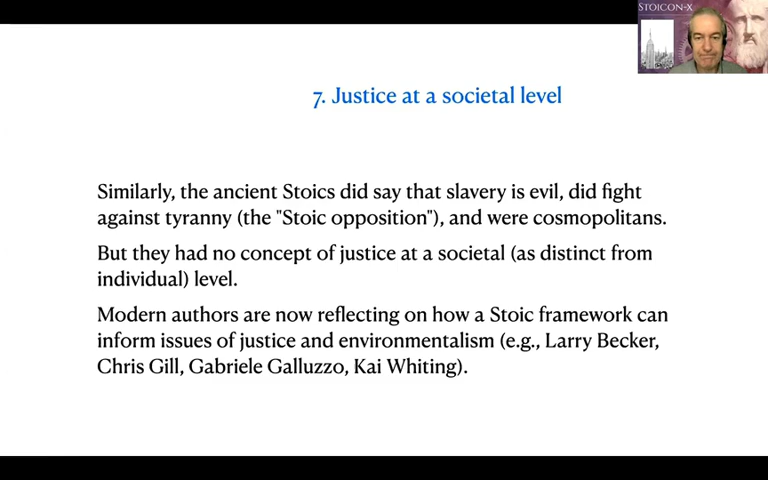 STOICON-X
7. Justice at a societal level
Similarly, the ancient Stoics did say that slavery is evil, did fight
against tyranny (the "Stoic opposition"), and were cosmopolitans.
But they had no concept of justice at a societal (as distinct from
individual) level.
Modern authors are now reflecting on how a Stoic framework can
inform issues of justice and environmentalism (e.g., Larry Becker,
Chris Gill, Gabriele Galluzzo, Kai Whiting).